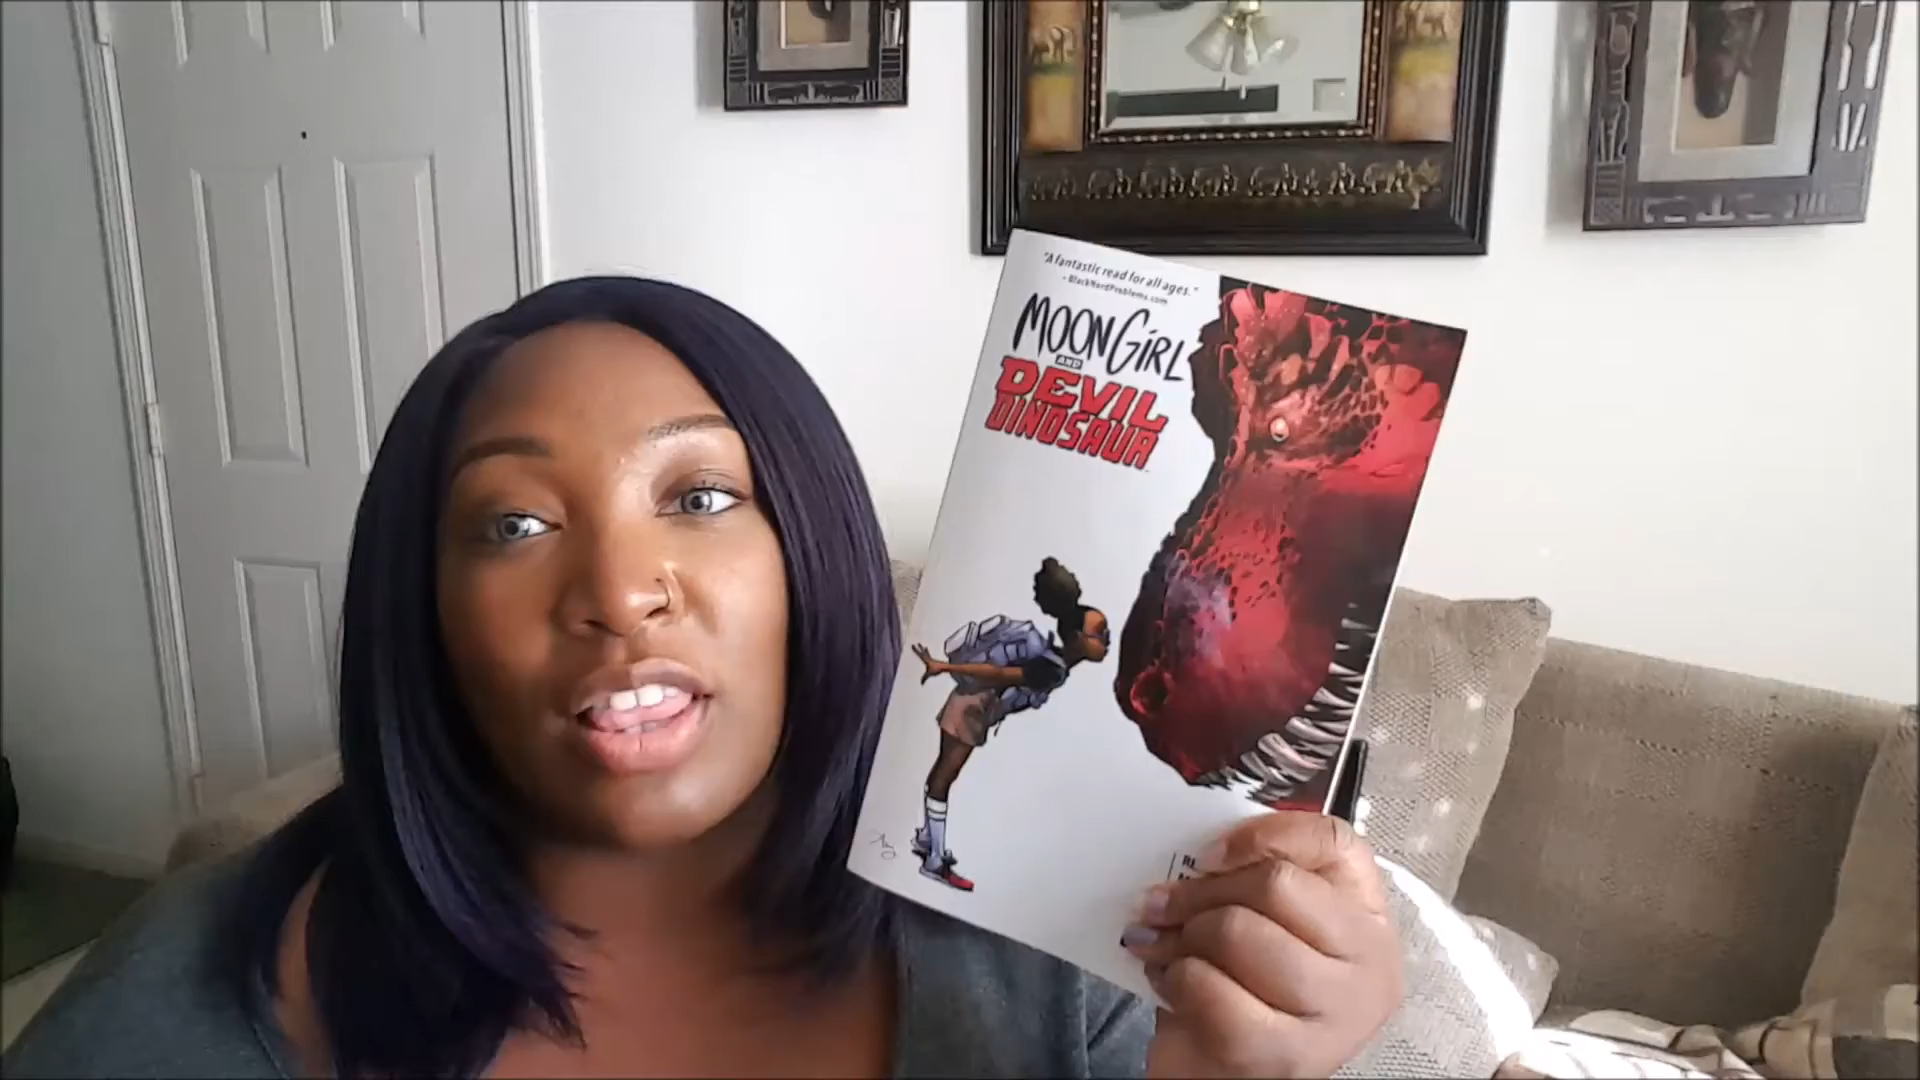 "A fantastic read for all ages."
- BlackNerdProblems.com
MOON GIRL
AND
DEVIL
DINOSAUR